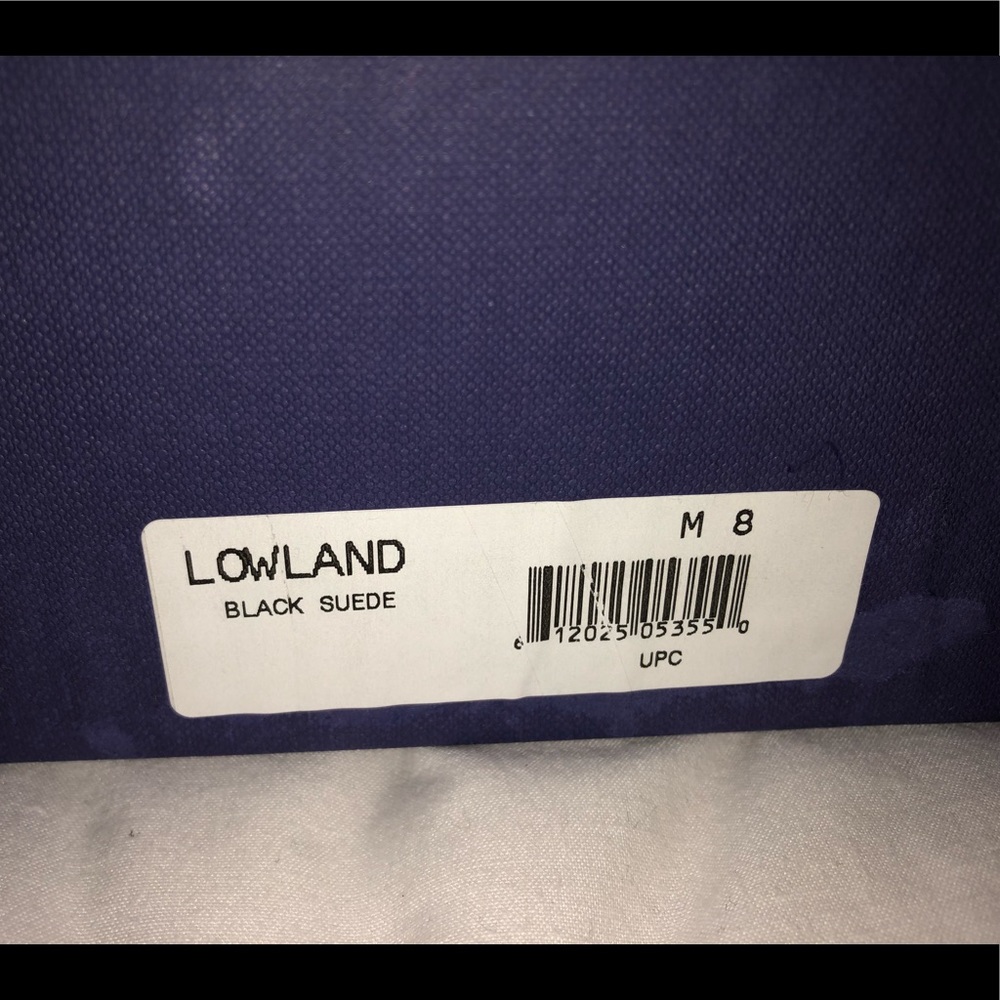 M 8
LOWLAND
BLACK SUEDE
6 12025 05355 0
UPC